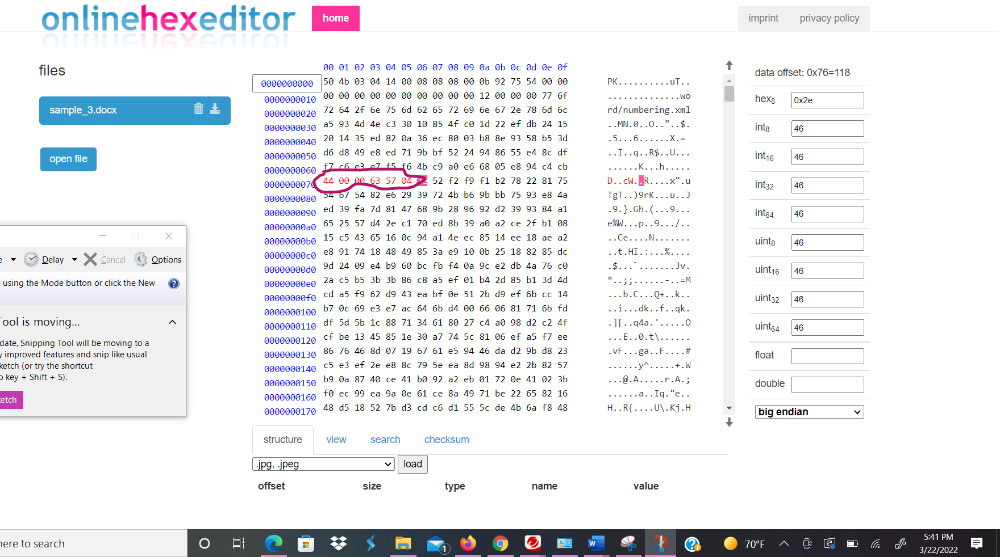 onlinehexeditor
home
imprint
privacy policy
files
sample_3.docx
open file
00 01 02 03 04 05 06 07 08 09 0a 0b 0c 0d 0e 0f
0000000000 50 4b 03 04 14 00 08 08 08 00 0b 92 75 54 00 00 PK..........uT..
0000000010 00 00 00 00 00 00 00 00 00 00 12 00 00 00 77 6f ..............wo
0000000020 72 64 2f 6e 75 6d 62 65 72 69 6e 67 2e 78 6d 6c rd/numbering.xml
0000000030 a5 93 4d 4e c3 30 10 85 4f c0 1d 22 ef db 24 15 ..MN.0..O.."..$.
0000000040 20 14 35 ed 82 0a 36 ec 80 03 b8 8e 93 58 b5 3d .5...6......X.=
0000000050 d6 d8 49 e8 ed 71 9b bf 52 24 94 86 55 e4 8c df ..I..q..R$..U...
0000000060 f7 c6 e3 e7 f5 f6 4b c9 a0 e6 68 05 e8 94 c4 cb ......K...h.....
0000000070 44 00 00 63 57 04 52 f2 f9 f1 b2 78 22 81 75 D..cW..R....x".u
0000000080 54 67 54 82 e6 29 39 72 4b b6 9b bb 75 93 e8 4a TgT..)9rK...u..J
0000000090 ed 39 fa 7d 81 47 68 9b 28 96 92 d2 39 93 84 a1 .9.}.Gh.(...9...
00000000a0 65 25 57 d4 2e c1 70 ed 8b 39 a0 a2 ce 2f b1 08 e%W...p..9.../..
00000000b0 15 c5 43 65 16 0c 94 a1 4e ec 85 14 ee 18 ae a2 ..Ce....N.......
00000000c0 e8 91 74 18 48 49 85 3a e9 10 0b 25 18 82 85 dc ..t.HI.:...%....
00000000d0 9d 24 09 e4 b9 60 bc fb f4 0a 9c e2 db 4a 76 c0 .$...`.......Jv.
00000000e0 2a c5 b5 3b 3b 86 c8 a5 ef 01 b4 2d 85 b1 3d 4d *..;;......-..=M
00000000f0 cd a5 f9 62 d9 43 ea bf 0e 51 2b d9 ef 6b cc 14 ...b.C...Q+..k..
0000000100 b7 0c 69 e3 e7 ac 64 6b d4 00 66 06 81 71 6b fd ..i...dk..f..qk.
0000000110 df 5d 5b 1c 88 71 34 61 80 27 c4 a0 98 d2 c2 4f .][..q4a.'.....O
0000000120 cf be 13 45 85 1e 30 a7 74 5c 81 06 ef a5 f7 ee ...E..0.t\......
0000000130 86 76 46 8d 07 19 67 61 e5 94 46 da d2 9b d8 23 .vF...ga..F....#
0000000140 c5 e3 ef 2e e8 8c 79 5e ea 8d 98 94 e2 2b 82 57 ......y^.....+.W
0000000150 b9 0a 87 40 ce 41 b0 92 a2 eb 01 72 0e 41 02 3b ...@.A.....r.A.;
0000000160 f0 ec 99 ea 9a 0e 61 ce 8a 49 71 be 22 65 82 16 ......a..Iq."e..
0000000170 48 d5 18 52 7b d3 cd c6 d1 55 5c de 4b 6a f8 48 H..R{....U\.Kj.H
data offset: 0x76=118
hex8 0x2e
int8 46
int16 46
int32 46
int64 46
uint8 46
uint16 46
uint32 46
uint64 46
float
double
big endian
e Delay Cancel Options
using the Mode button or click the New
Tool is moving...
date, Snipping Tool will be moving to a
y improved features and snip like usual
ketch (or try the shortcut
o key + Shift + S).
etch
structure view search checksum
.jpg, .jpeg load
offset size type name value
here to search
1
70°F
5:41 PM
3/22/2022